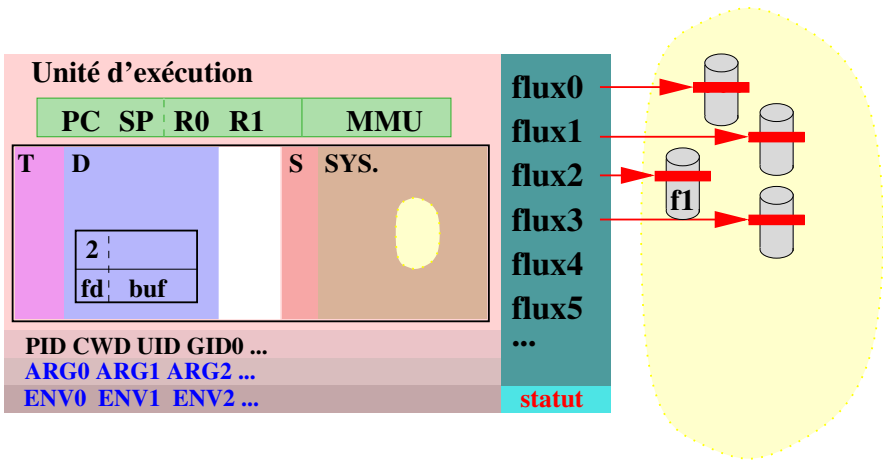 Unité d'exécution
PC SP R0 R1 MMU
T D S SYS.
2
fd buf
PID CWD UID GID0 ...
ARG0 ARG1 ARG2 ...
ENV0 ENV1 ENV2 ...
flux0
flux1
flux2
flux3
flux4
flux5
...
statut
f1